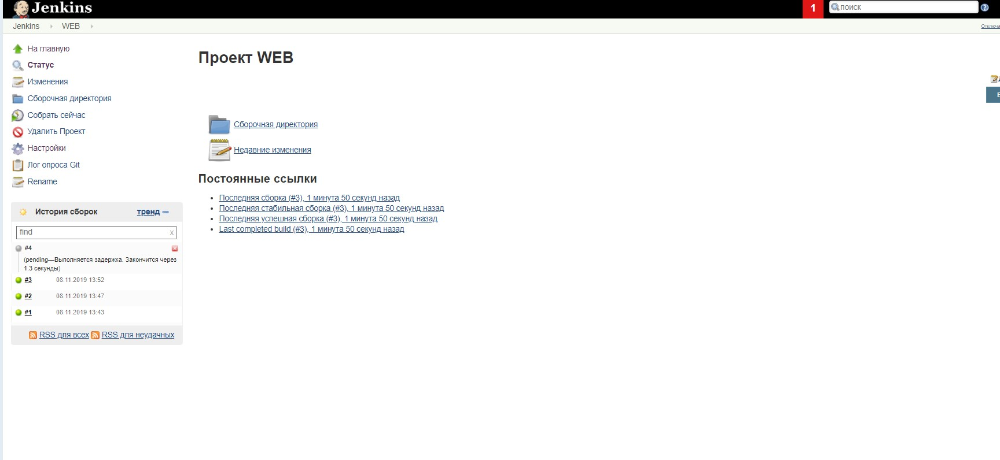 Jenkins
1
поиск
Jenkins
WEB
Отключи
На главную
Статус
Изменения
Сборочная директория
Собрать сейчас
Удалить Проект
Настройки
Лог опроса Git
Rename
История сборок
тренд
find
x
#4
(pending—Выполняется задержка. Закончится через
1.3 секунды)
#3 08.11.2019 13:52
#2 08.11.2019 13:47
#1 08.11.2019 13:43
RSS для всех RSS для неудачных
Проект WEB
Сборочная директория
Недавние изменения
Постоянные ссылки
Последняя сборка (#3), 1 минута 50 секунд назад
Последняя стабильная сборка (#3), 1 минута 50 секунд назад
Последняя успешная сборка (#3), 1 минута 50 секунд назад
Last completed build (#3), 1 минута 50 секунд назад